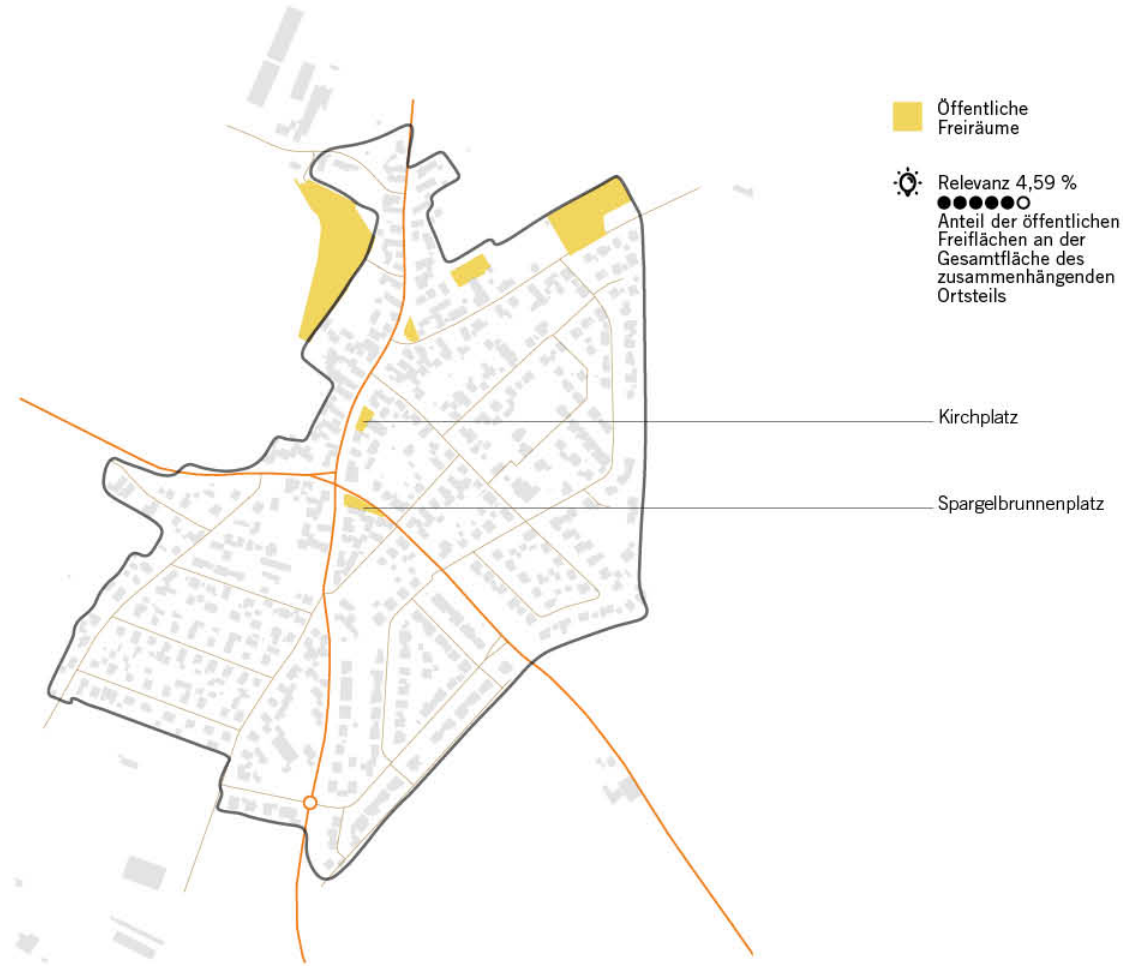 Öffentliche
Freiräume
Relevanz 4,59 %
Anteil der öffentlichen
Freiflächen an der
Gesamtfläche des
zusammenhängenden
Ortsteils
Kirchplatz
Spargelbrunnenplatz